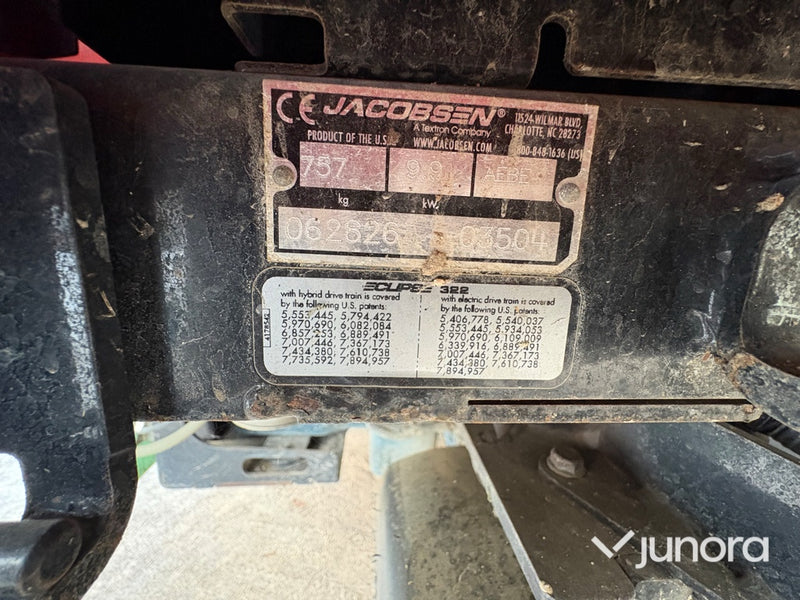 CE JACOBSEN®
A Textron Company
11524 WILMAR BLVD
CHARLOTTE, NC 28273
PRODUCT OF THE U.S.
WWW.JACOBSEN.COM
800-848-1636 (US)
757
9.9
AEBE
kg
kW
062826
03504
ECLIPSE 322
with hybrid drive train is covered
by the following U.S. patents:
5,553,445 5,794,422
5,970,690 6,082,084
6,857,253 6,889,491
7,007,446 7,367,173
7,434,380 7,610,738
7,735,592 7,894,957
with electric drive train is covered
by the following U.S. patents:
5,406,778 5,540,037
5,553,445 5,934,053
5,970,690 6,109,009
6,339,916 6,889,491
7,007,446 7,367,173
7,434,380 7,610,738
7,894,957
junora